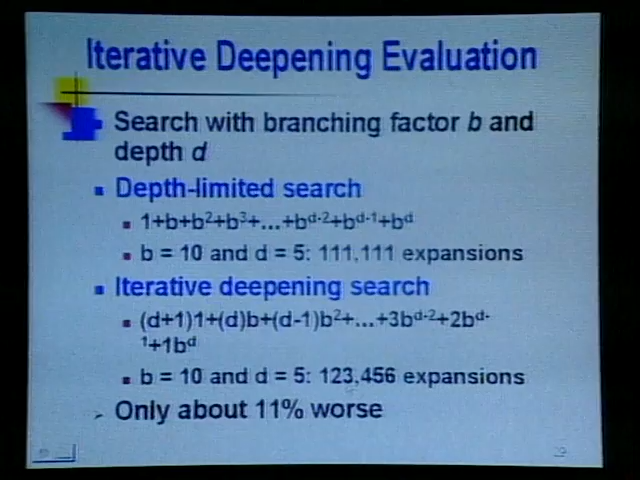 Iterative Deepening Evaluation
Search with branching factor b and
depth d
Depth-limited search
1+b+b²+b³+...+b^d-2+b^d-1+b^d
b = 10 and d = 5: 111,111 expansions
Iterative deepening search
(d+1)1+(d)b+(d-1)b²+...+3b^d-2+2b^d-
1+1b^d
b = 10 and d = 5: 123,456 expansions
Only about 11% worse